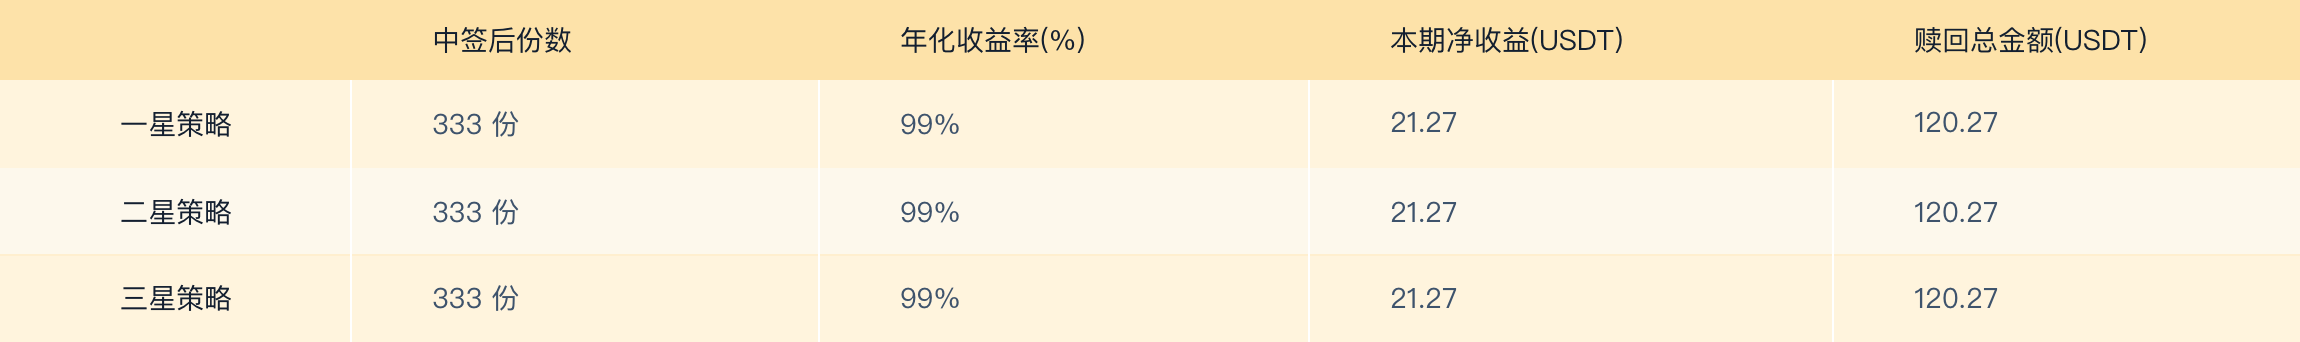 中签后份数 年化收益率(%) 本期净收益(USDT) 赎回总金额(USDT)
一星策略 333 份 99% 21.27 120.27
二星策略 333 份 99% 21.27 120.27
三星策略 333 份 99% 21.27 120.27